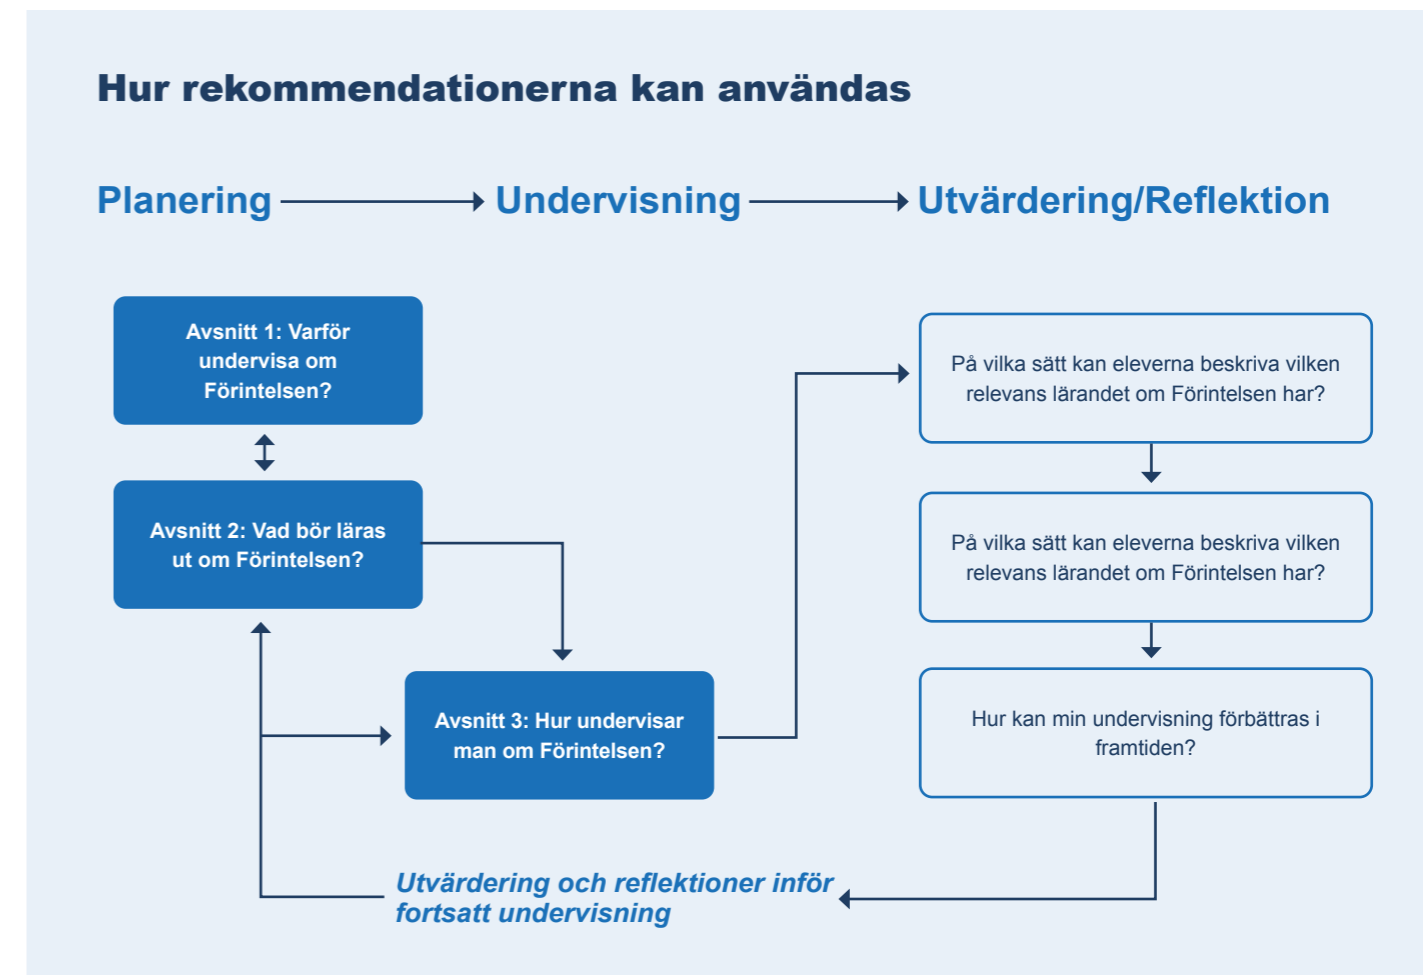 Hur rekommendationerna kan användas
Planering
Undervisning
Utvärdering/Reflektion
Avsnitt 1: Varför
undervisa om
Förintelsen?
Avsnitt 2: Vad bör läras
ut om Förintelsen?
Avsnitt 3: Hur undervisar
man om Förintelsen?
På vilka sätt kan eleverna beskriva vilken
relevans lärandet om Förintelsen har?
På vilka sätt kan eleverna beskriva vilken
relevans lärandet om Förintelsen har?
Hur kan min undervisning förbättras i
framtiden?
Utvärdering och reflektioner inför
fortsatt undervisning